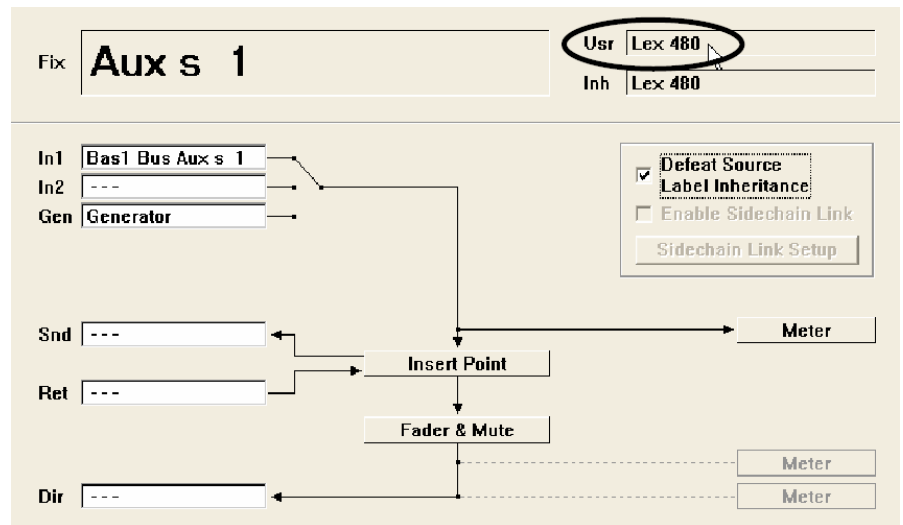 Fix Aux s 1
Usr Lex 480
Inh Lex 480
In1 Bas1 Bus Aux s 1
In2 ---
Gen Generator
Defeat Source
Label Inheritance
Enable Sidechain Link
Sidechain Link Setup
Snd ---
Meter
Insert Point
Ret ---
Fader & Mute
Meter
Dir ---
Meter